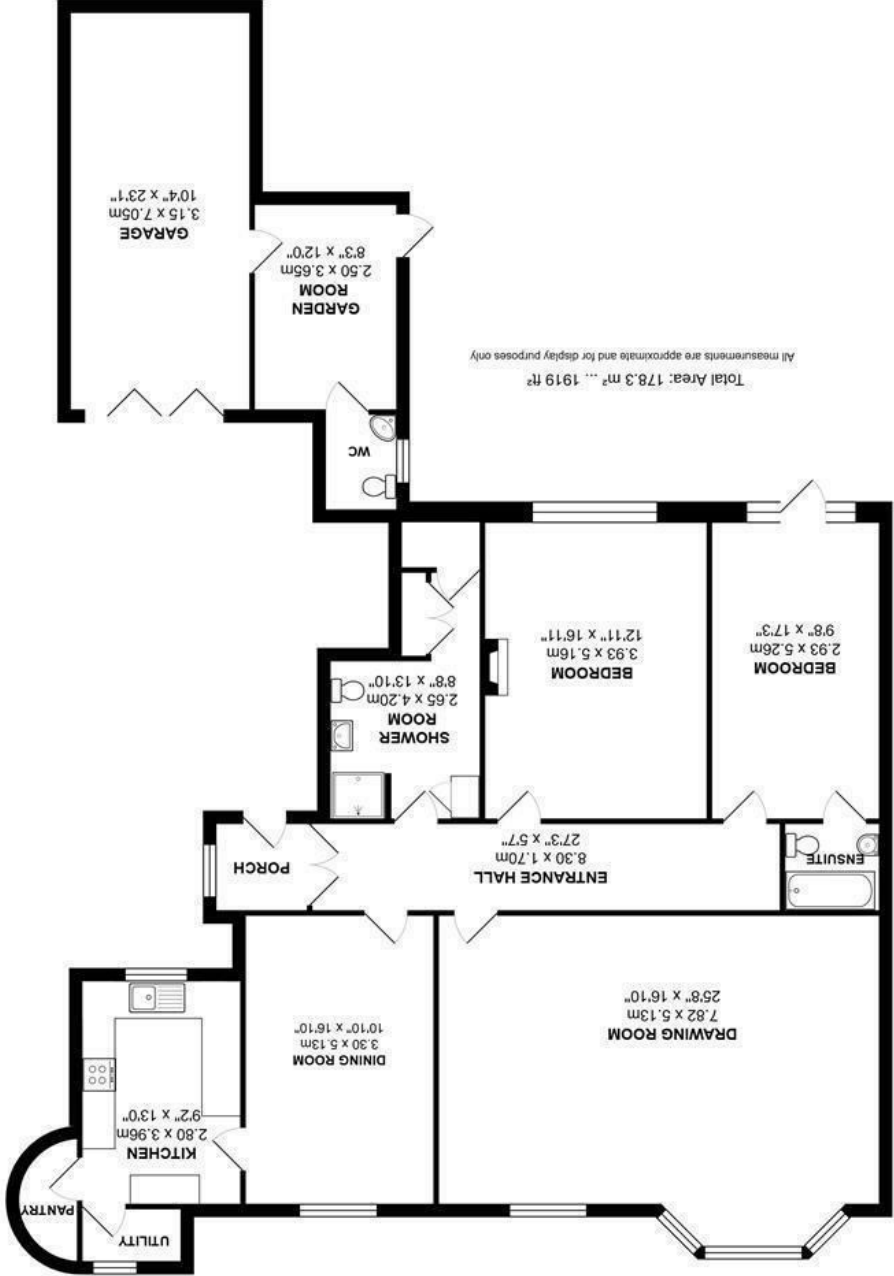 UTILITY
PANTRY
KITCHEN
2.80 x 3.96m
9'2" x 13'0"
DRAWING ROOM
7.82 x 5.13m
25'8" x 16'10"
DINING ROOM
3.30 x 5.13m
10'10" x 16'10"
ENSUITE
ENTRANCE HALL
8.30 x 1.70m
27'3" x 5'7"
PORCH
BEDROOM
2.93 x 5.26m
9'8" x 17'3"
BEDROOM
3.93 x 5.16m
12'11" x 16'11"
SHOWER
ROOM
2.65 x 4.20m
8'8" x 13'10"
WC
GARDEN
ROOM
2.50 x 3.65m
8'3" x 12'0"
GARAGE
3.15 x 7.05m
10'4" x 23'1"
Total Area: 178.3 m² ... 1919 ft²
All measurements are approximate and for display purposes only